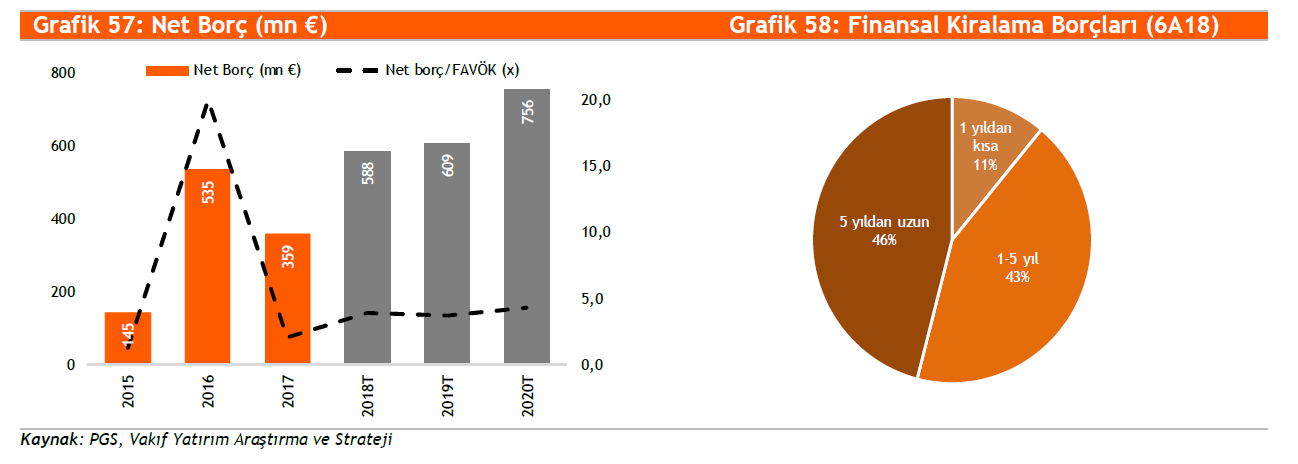 Grafik 57: Net Borç (mn €)
Grafik 58: Finansal Kiralama Borçları (6A18)
Net Borç (mn €)
Net borç/FAVÖK (x)
800
600
400
200
0
20,0
15,0
10,0
5,0
0,0
145
535
359
588
609
756
2015
2016
2017
2018T
2019T
2020T
1 yıldan
kısa
11%
1-5 yıl
43%
5 yıldan uzun
46%
Kaynak: PGS, Vakıf Yatırım Araştırma ve Strateji